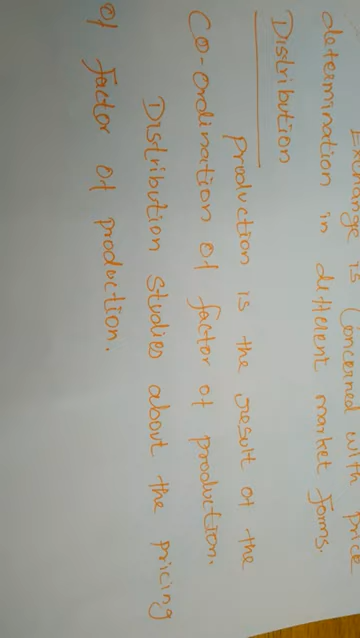 Exchange is Concerned with price
determination in different market forms.
Distribution
production is the result of the
Co-ordination of factor of production.
Distribution Studies about the pricing
of factor of production.